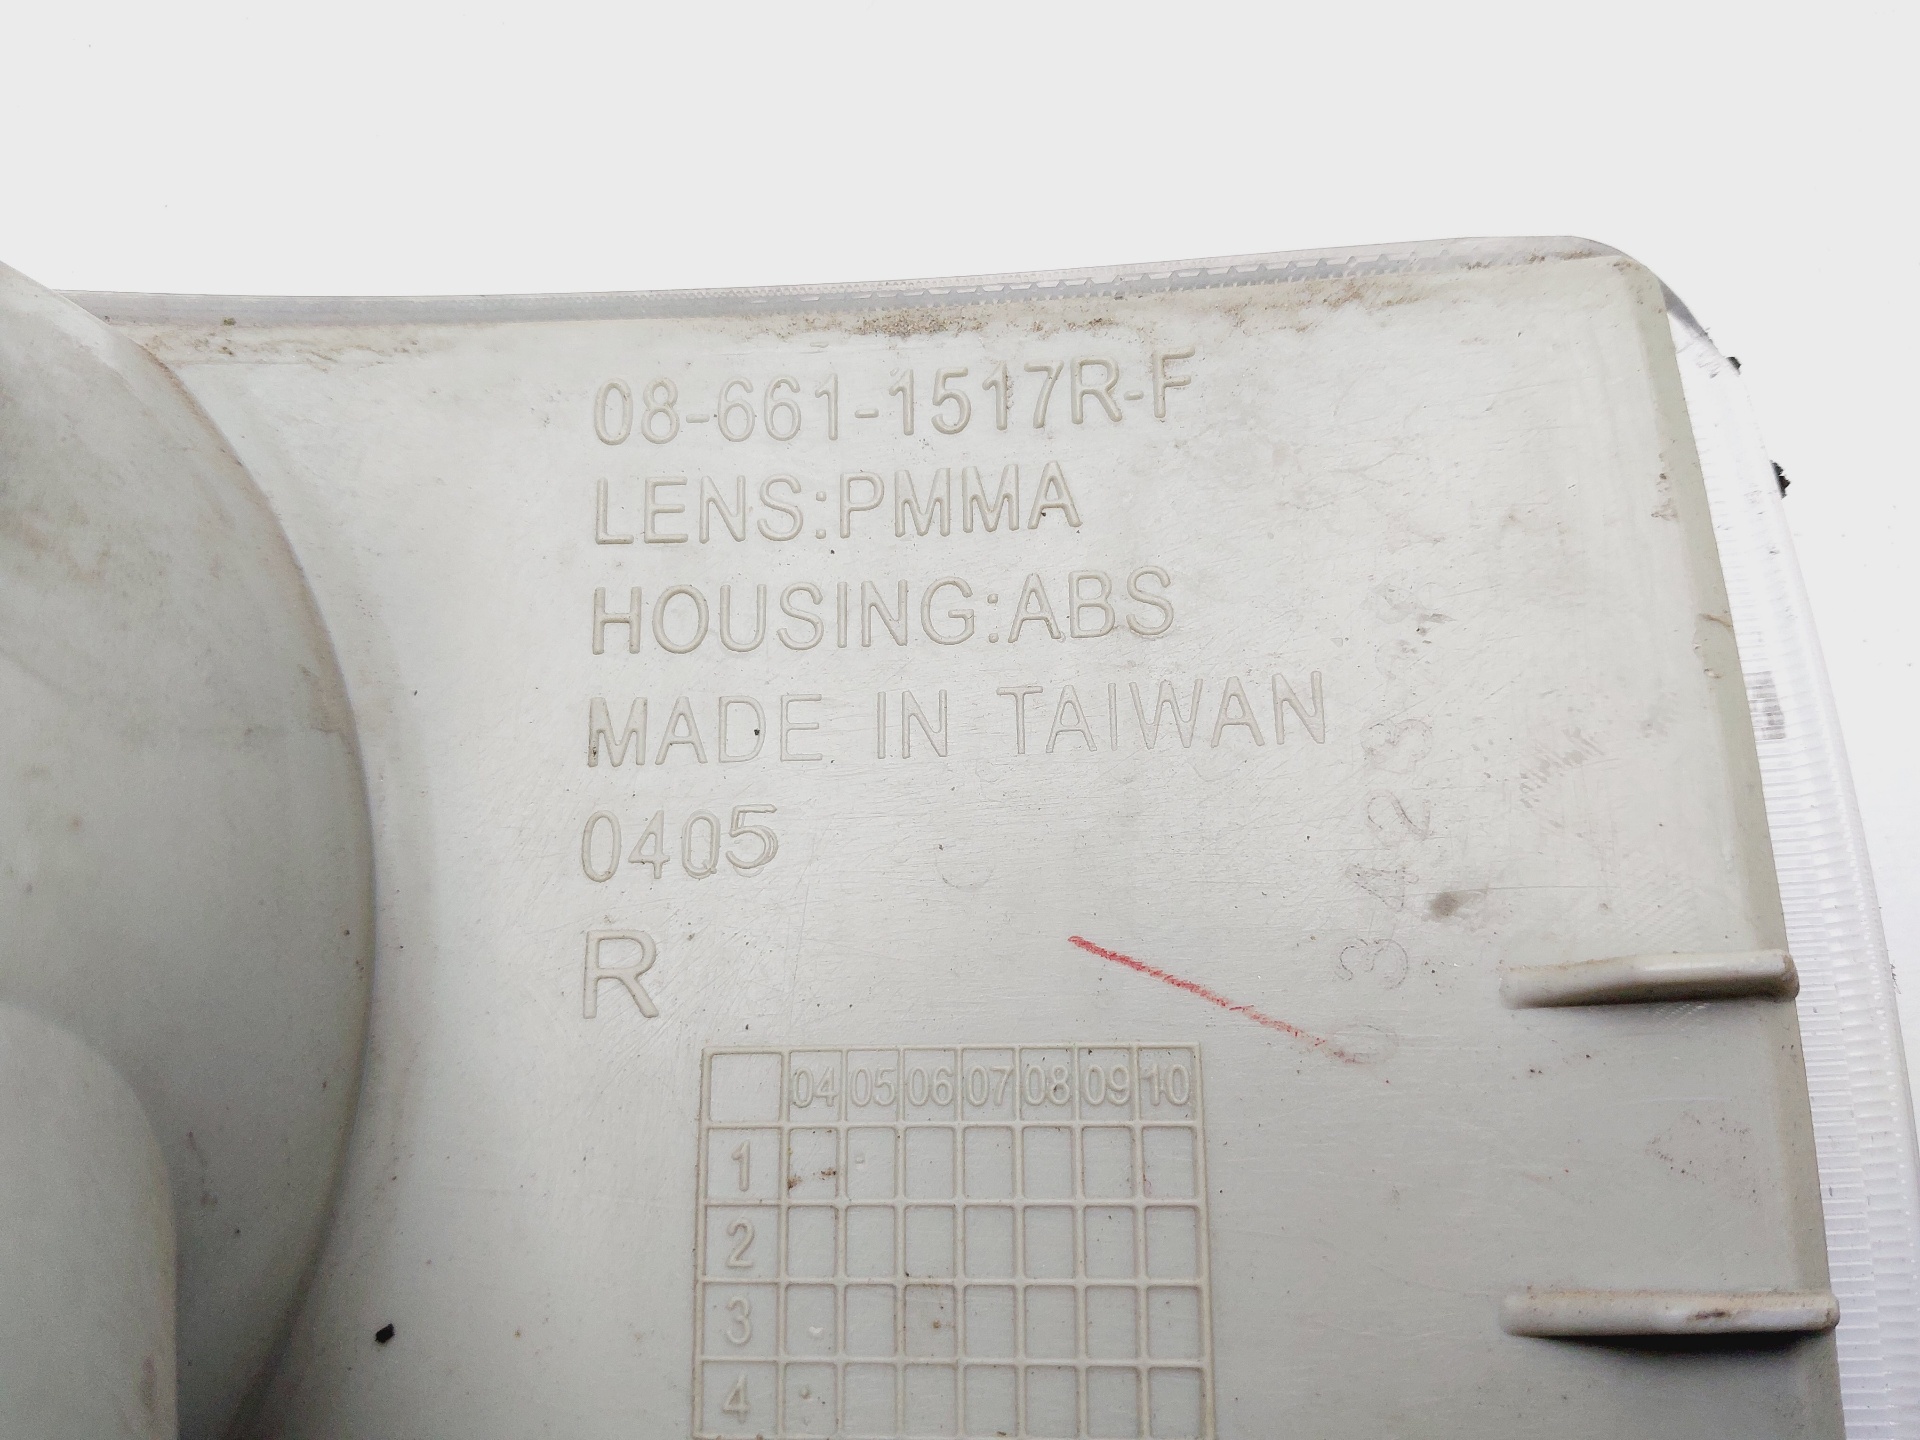 08-661-1517R-F
LENS:PMMA
HOUSING:ABS
MADE IN TAIWAN
0405
R
04 05 06 07 08 09 10
1
2
3
4